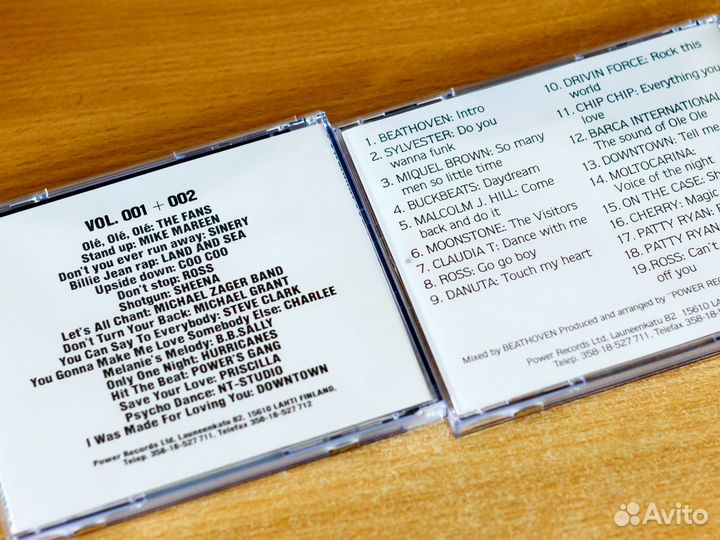 VOL. 001 + 002
Olé, Olé, Olé: THE FANS
Stand up: MIKE MAREEN
Don't you ever run away: SINERY
Billie Jean rap: LAND AND SEA
Upside down: COO COO
Don't stop: ROSS
Shotgun: SHEENA
Let's All Chant: MICHAEL ZAGER BAND
Don't Turn Your Back: MICHAEL GRANT
You Can Say To Everybody: STEVE CLARK
You Gonna Make Me Love Somebody Else: CHARLEE
Melanie's Melody: B.B.SALLY
Only One Night: HURRICANES
Hit The Beat: POWER'S GANG
Save Your Love: PRISCILLA
Psycho Dance: NT-STUDIO
I Was Made For Loving You: DOWNTOWN
Power Records Ltd, Launeenkatu 82, 15610 LAHTI FINLAND,
Telep. 358-18-527 711. Telefax 358-18-527 712
1. BEATHOVEN: Intro
2. SYLVESTER: Do you
wanna funk
3. MIQUEL BROWN: So many
men so little time
4. BUCKBEATS: Daydream
5. MALCOLM J. HILL: Come
back and do it
6. MOONSTONE: The Visitors
7. CLAUDIA T: Dance with me
8. ROSS: Go go boy
9. DANUTA: Touch my heart
10. DRIVIN FORCE: Rock this
world
11. CHIP CHIP: Everything you
love
12. BARCA INTERNATIONAL
The sound of Ole Ole
13. DOWNTOWN: Tell me
14. MOLTOCARINA:
Voice of the night
15. ON THE CASE: Sh
16. CHERRY: Magic
17. PATTY RYAN:
18. PATTY RYAN
19. ROSS: Can't
off you
Mixed by BEATHOVEN Produced and arranged by "POWER RE
Power Records Ltd. Launeenkatu 82 15610 L
Telep. 358-18-527 711. Telefax 358-18-5
Avito